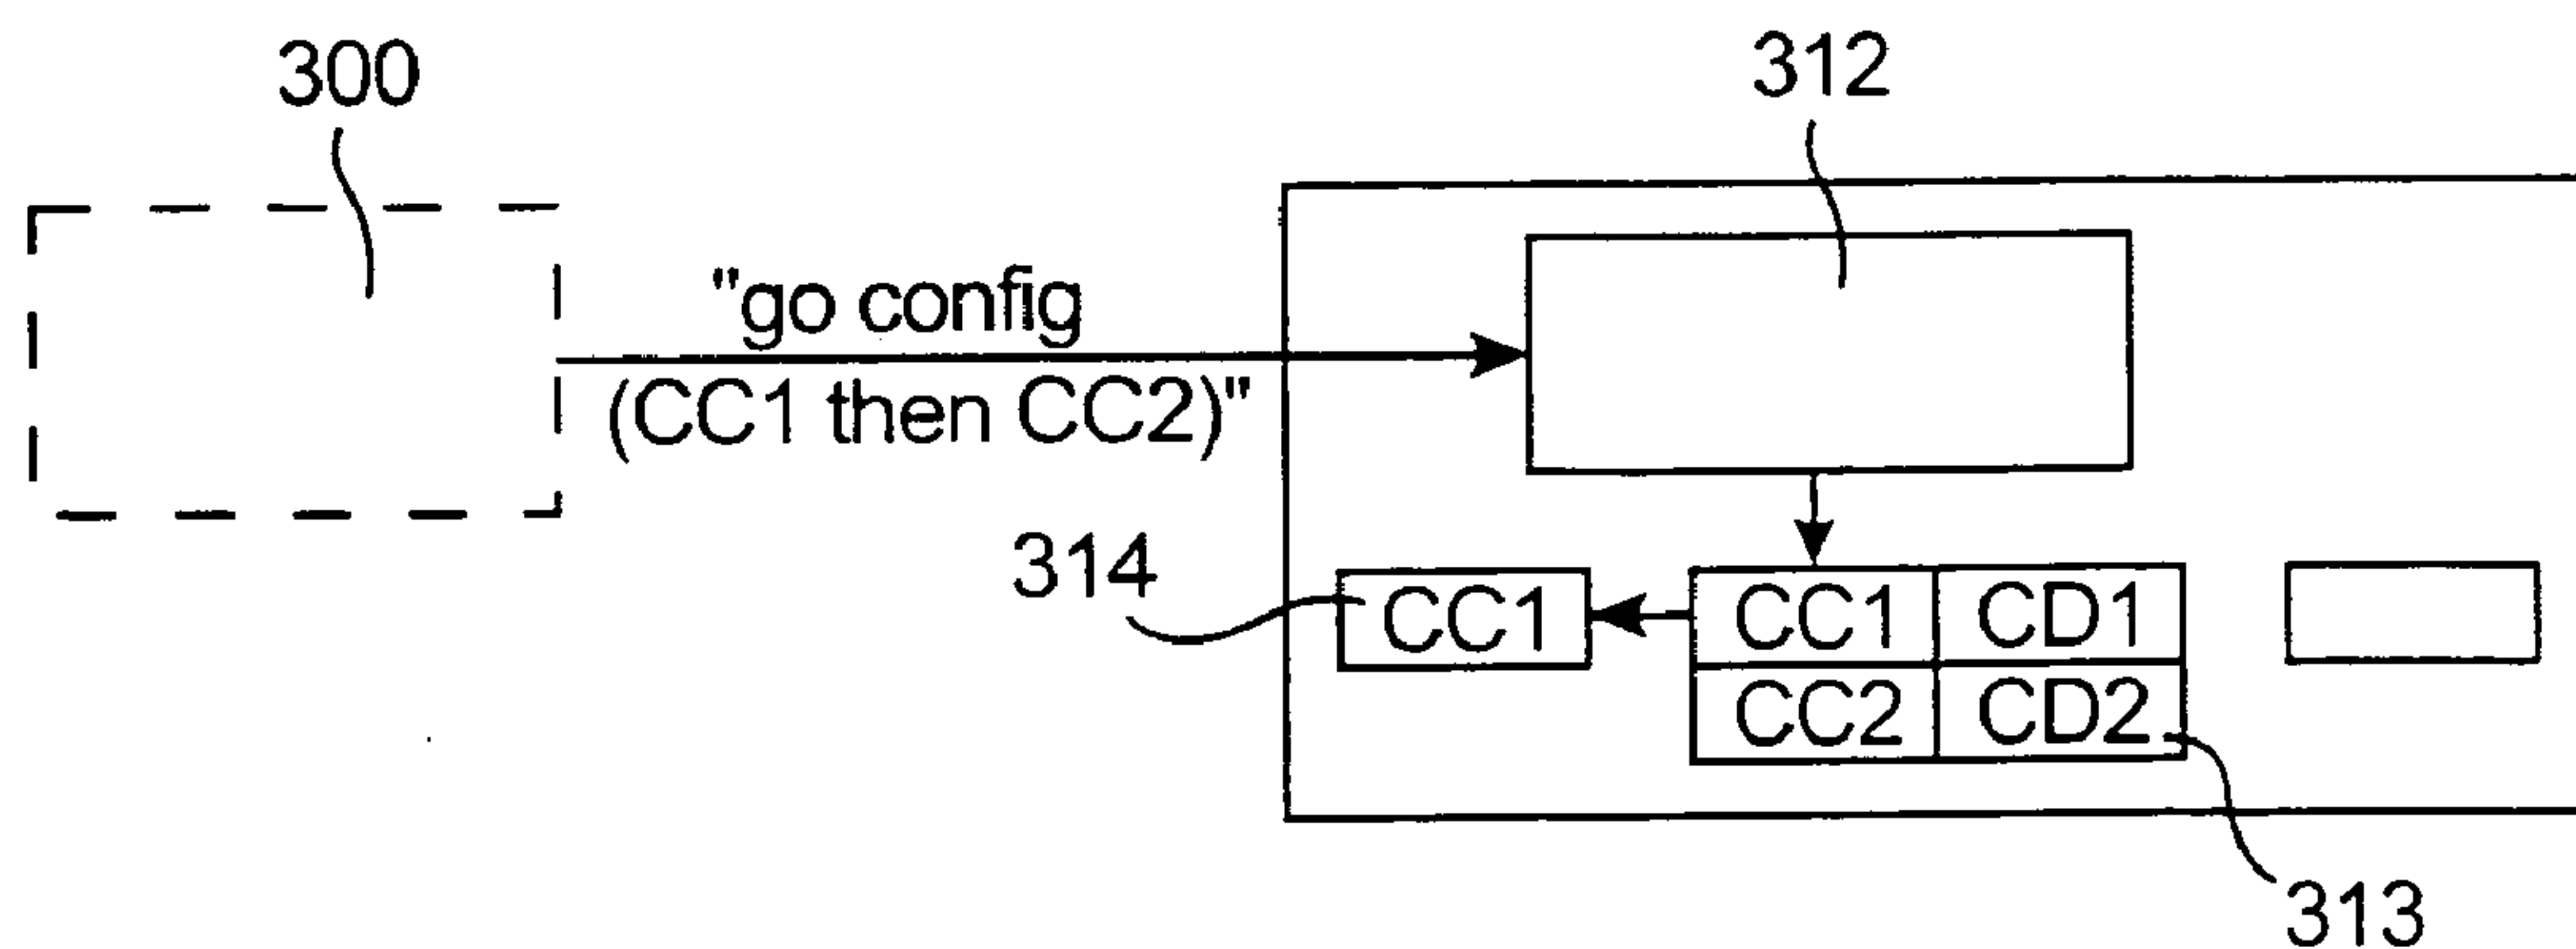 300
312
"go config
(CC1 then CC2)"
314
CC1
CC1 CD1
CC2 CD2
313